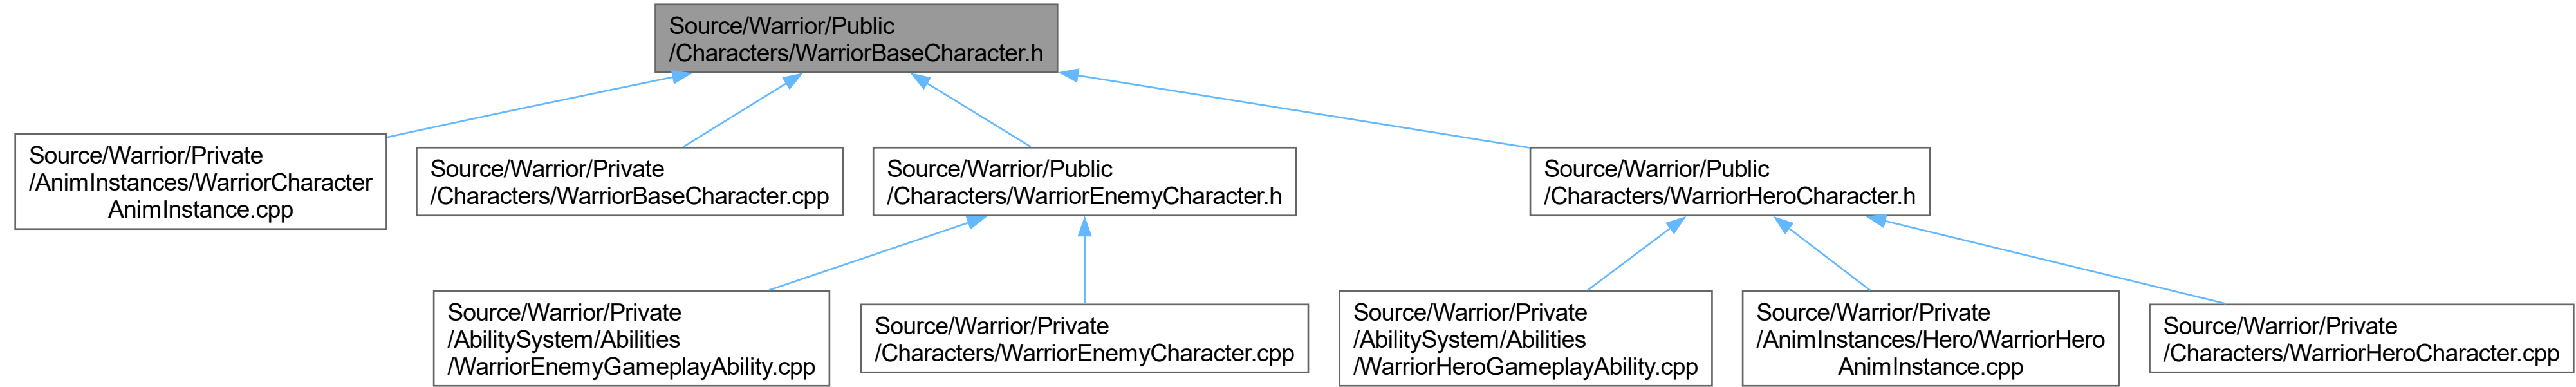 Source/Warrior/Public
/Characters/WarriorBaseCharacter.h
Source/Warrior/Private
/AnimInstances/WarriorCharacter
AnimInstance.cpp
Source/Warrior/Private
/Characters/WarriorBaseCharacter.cpp
Source/Warrior/Public
/Characters/WarriorEnemyCharacter.h
Source/Warrior/Public
/Characters/WarriorHeroCharacter.h
Source/Warrior/Private
/AbilitySystem/Abilities
/WarriorEnemyGameplayAbility.cpp
Source/Warrior/Private
/Characters/WarriorEnemyCharacter.cpp
Source/Warrior/Private
/AbilitySystem/Abilities
/WarriorHeroGameplayAbility.cpp
Source/Warrior/Private
/AnimInstances/Hero/WarriorHero
AnimInstance.cpp
Source/Warrior/Private
/Characters/WarriorHeroCharacter.cpp